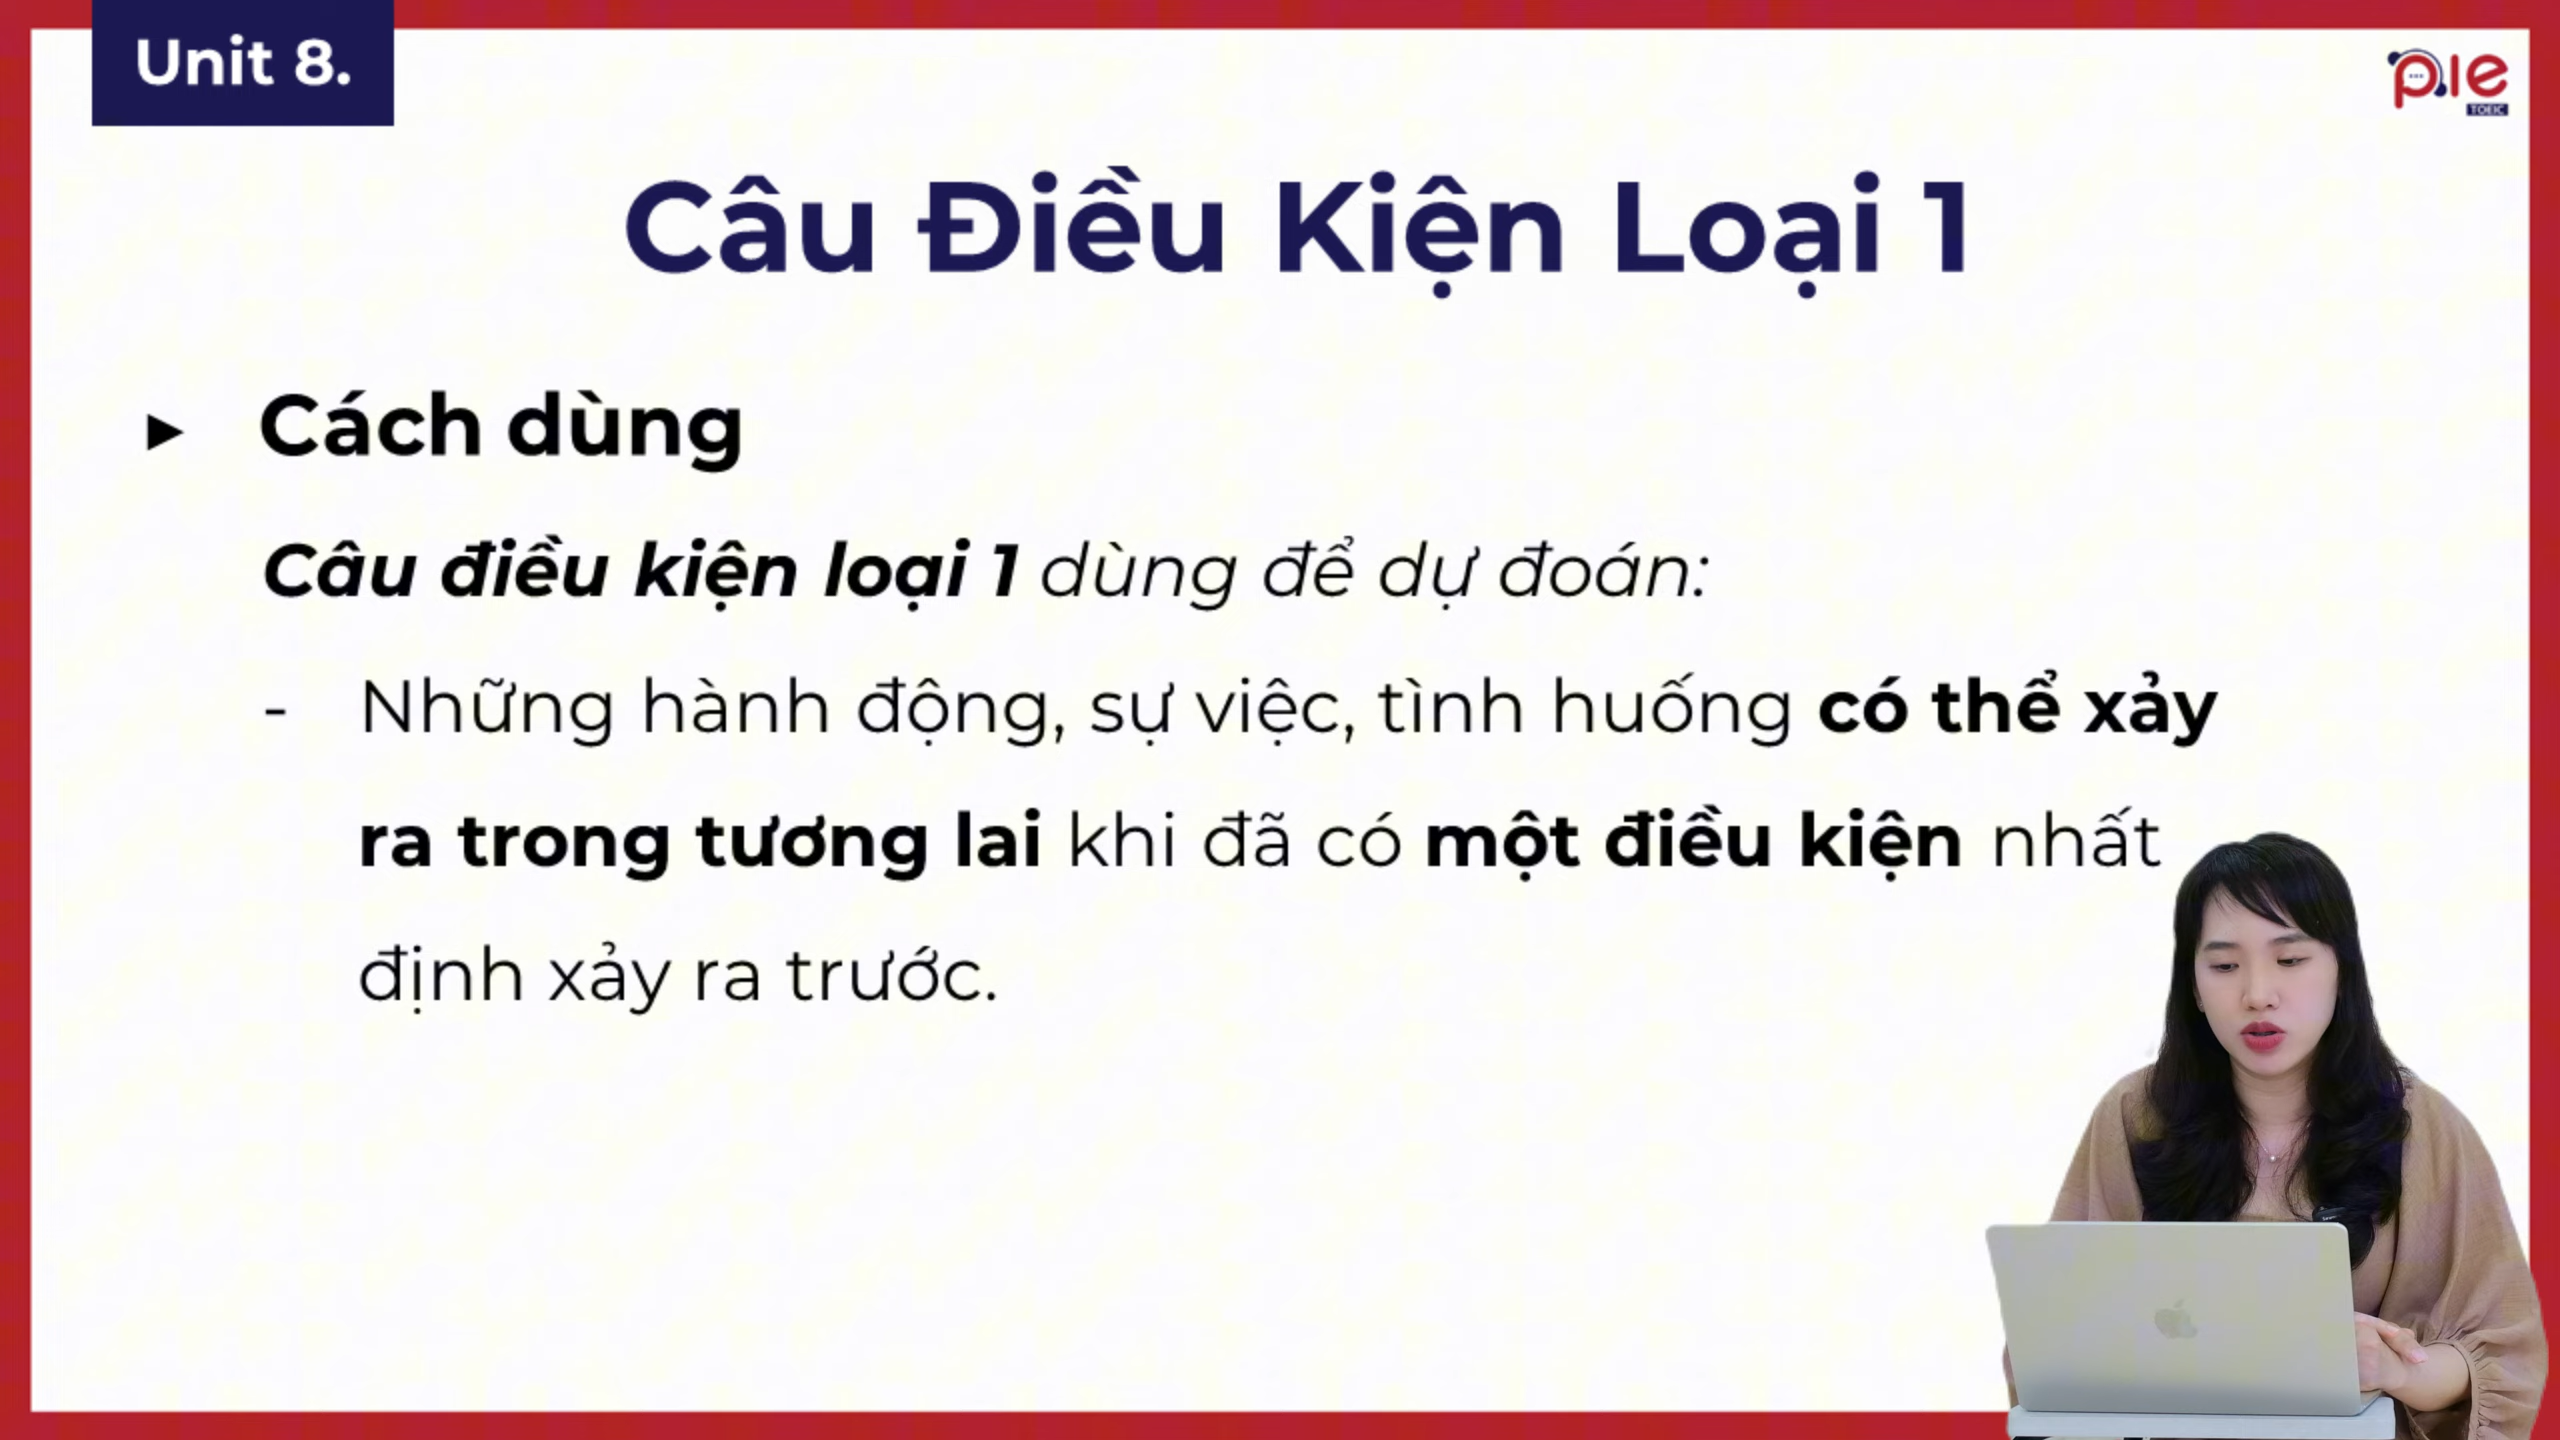 Unit 8.
pie
TOEIC
Câu Điều Kiện Loại 1
► Cách dùng
Câu điều kiện loại 1 dùng để dự đoán:
- Những hành động, sự việc, tình huống có thể xảy
ra trong tương lai khi đã có một điều kiện nhất
định xảy ra trước.